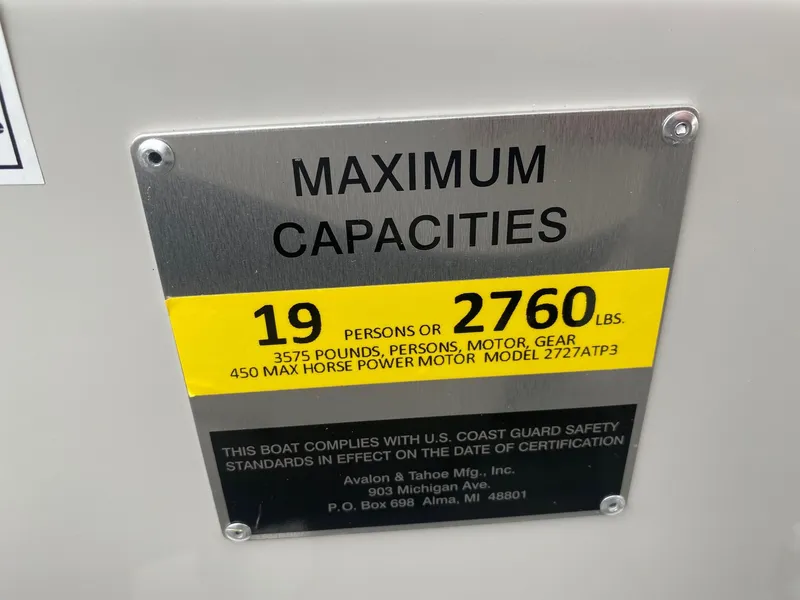 MAXIMUM
CAPACITIES
19 PERSONS OR 2760 LBS.
3575 POUNDS, PERSONS, MOTOR, GEAR
450 MAX HORSE POWER MOTOR MODEL 2727ATP3
THIS BOAT COMPLIES WITH U.S. COAST GUARD SAFETY
STANDARDS IN EFFECT ON THE DATE OF CERTIFICATION
Avalon & Tahoe Mfg., Inc.
903 Michigan Ave.
P.O. Box 698 Alma, MI 48801